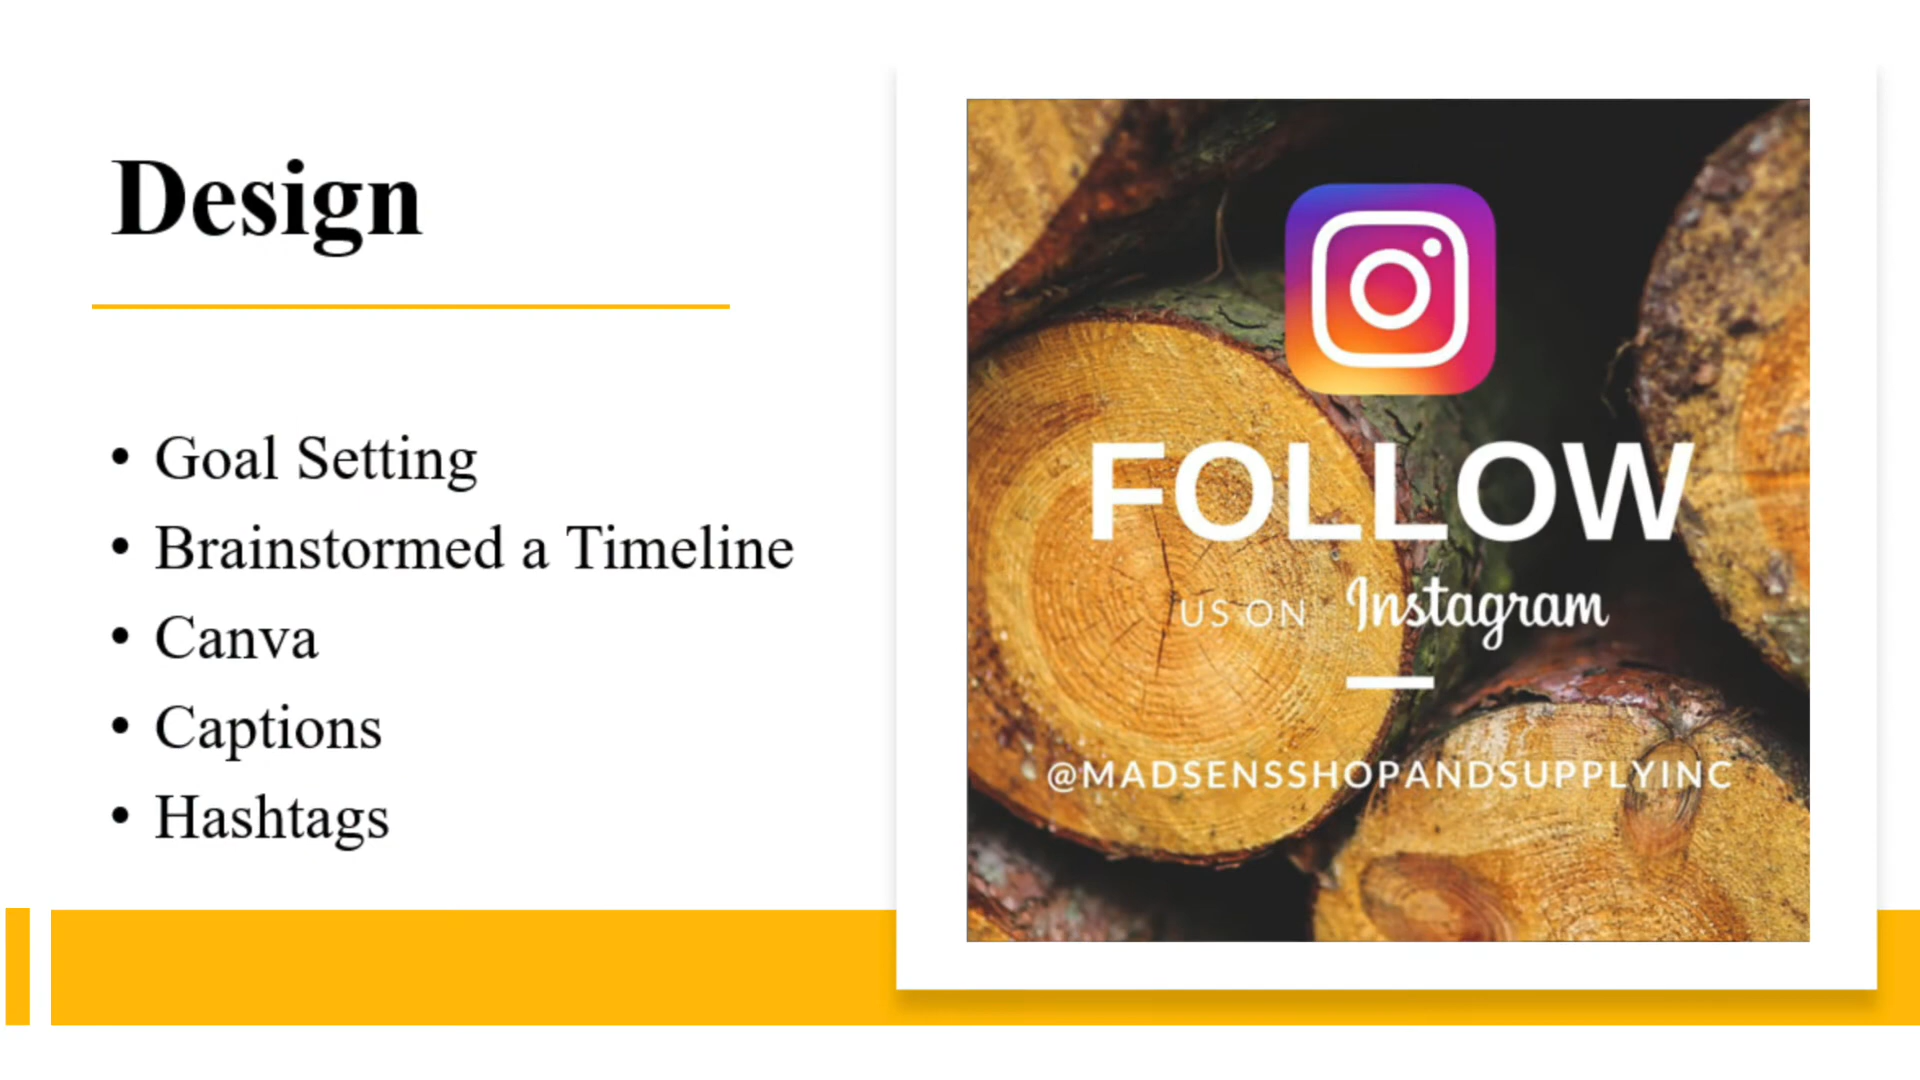 Design
• Goal Setting
• Brainstormed a Timeline
• Canva
• Captions
• Hashtags
FOLLOW
US ON Instagram
@MADSENSSHOPANDSUPPLYINC